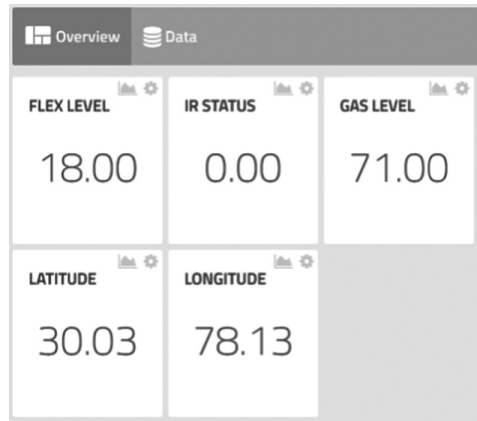 Overview Data
FLEX LEVEL IR STATUS GAS LEVEL
18.00 0.00 71.00
LATITUDE LONGITUDE
30.03 78.13